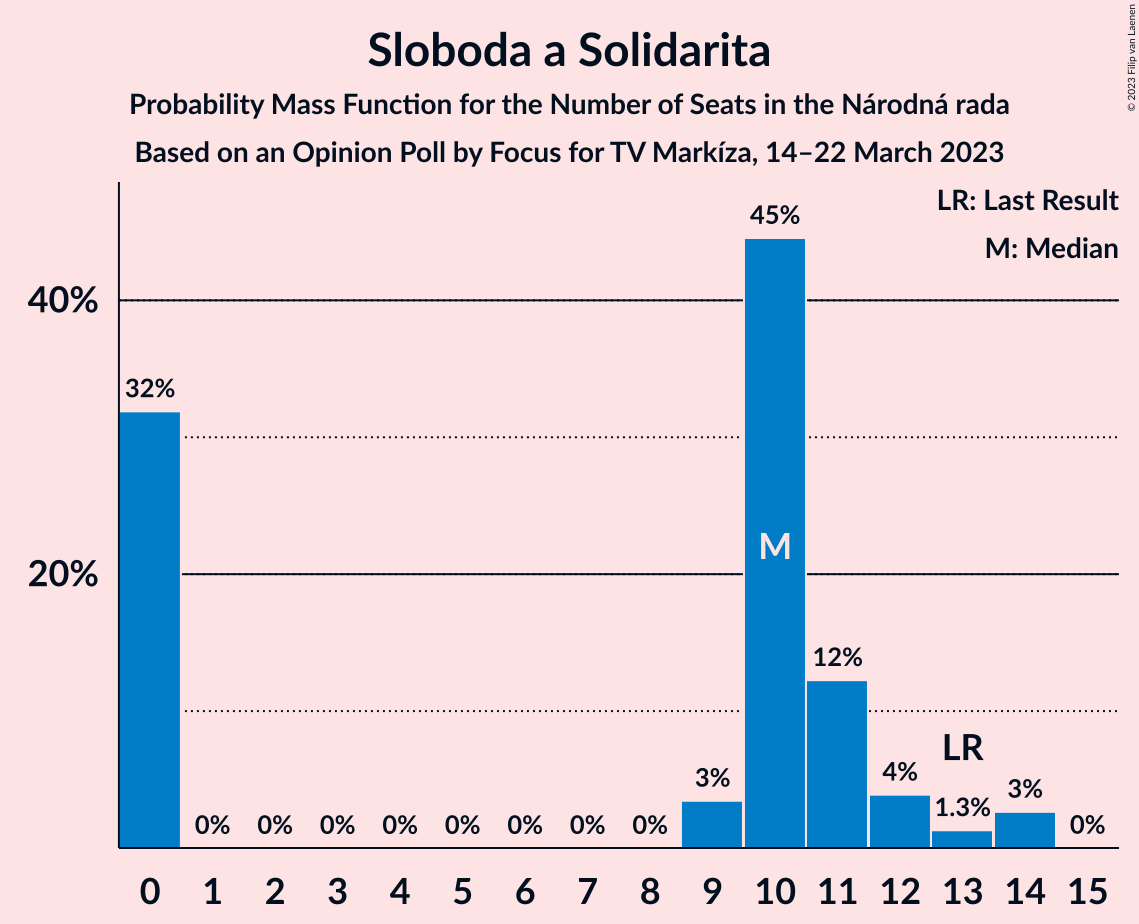 Sloboda a Solidarita
Probability Mass Function for the Number of Seats in the Národná rada
Based on an Opinion Poll by Focus for TV Markíza, 14–22 March 2023
© 2023 Filip van Laenen
LR: Last Result
M: Median
45%
40%
32%
M
20%
12%
LR
3%
4%
1.3%
3%
0% 0% 0% 0% 0% 0% 0% 0% 0%
0 1 2 3 4 5 6 7 8 9 10 11 12 13 14 15